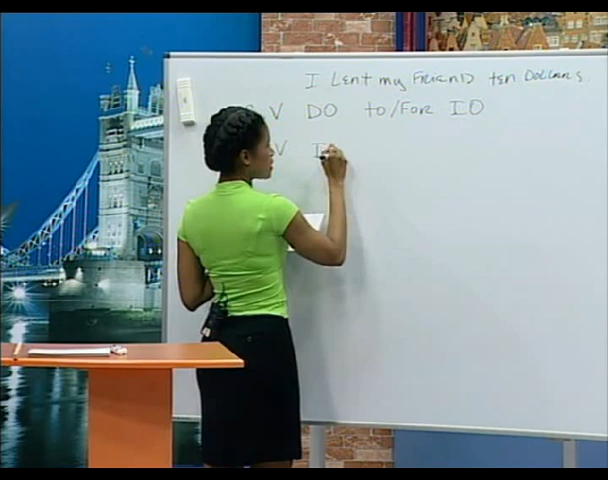 I Lent my FRIEND ten DOLLARS.
S V DO to/FOR IO
V I